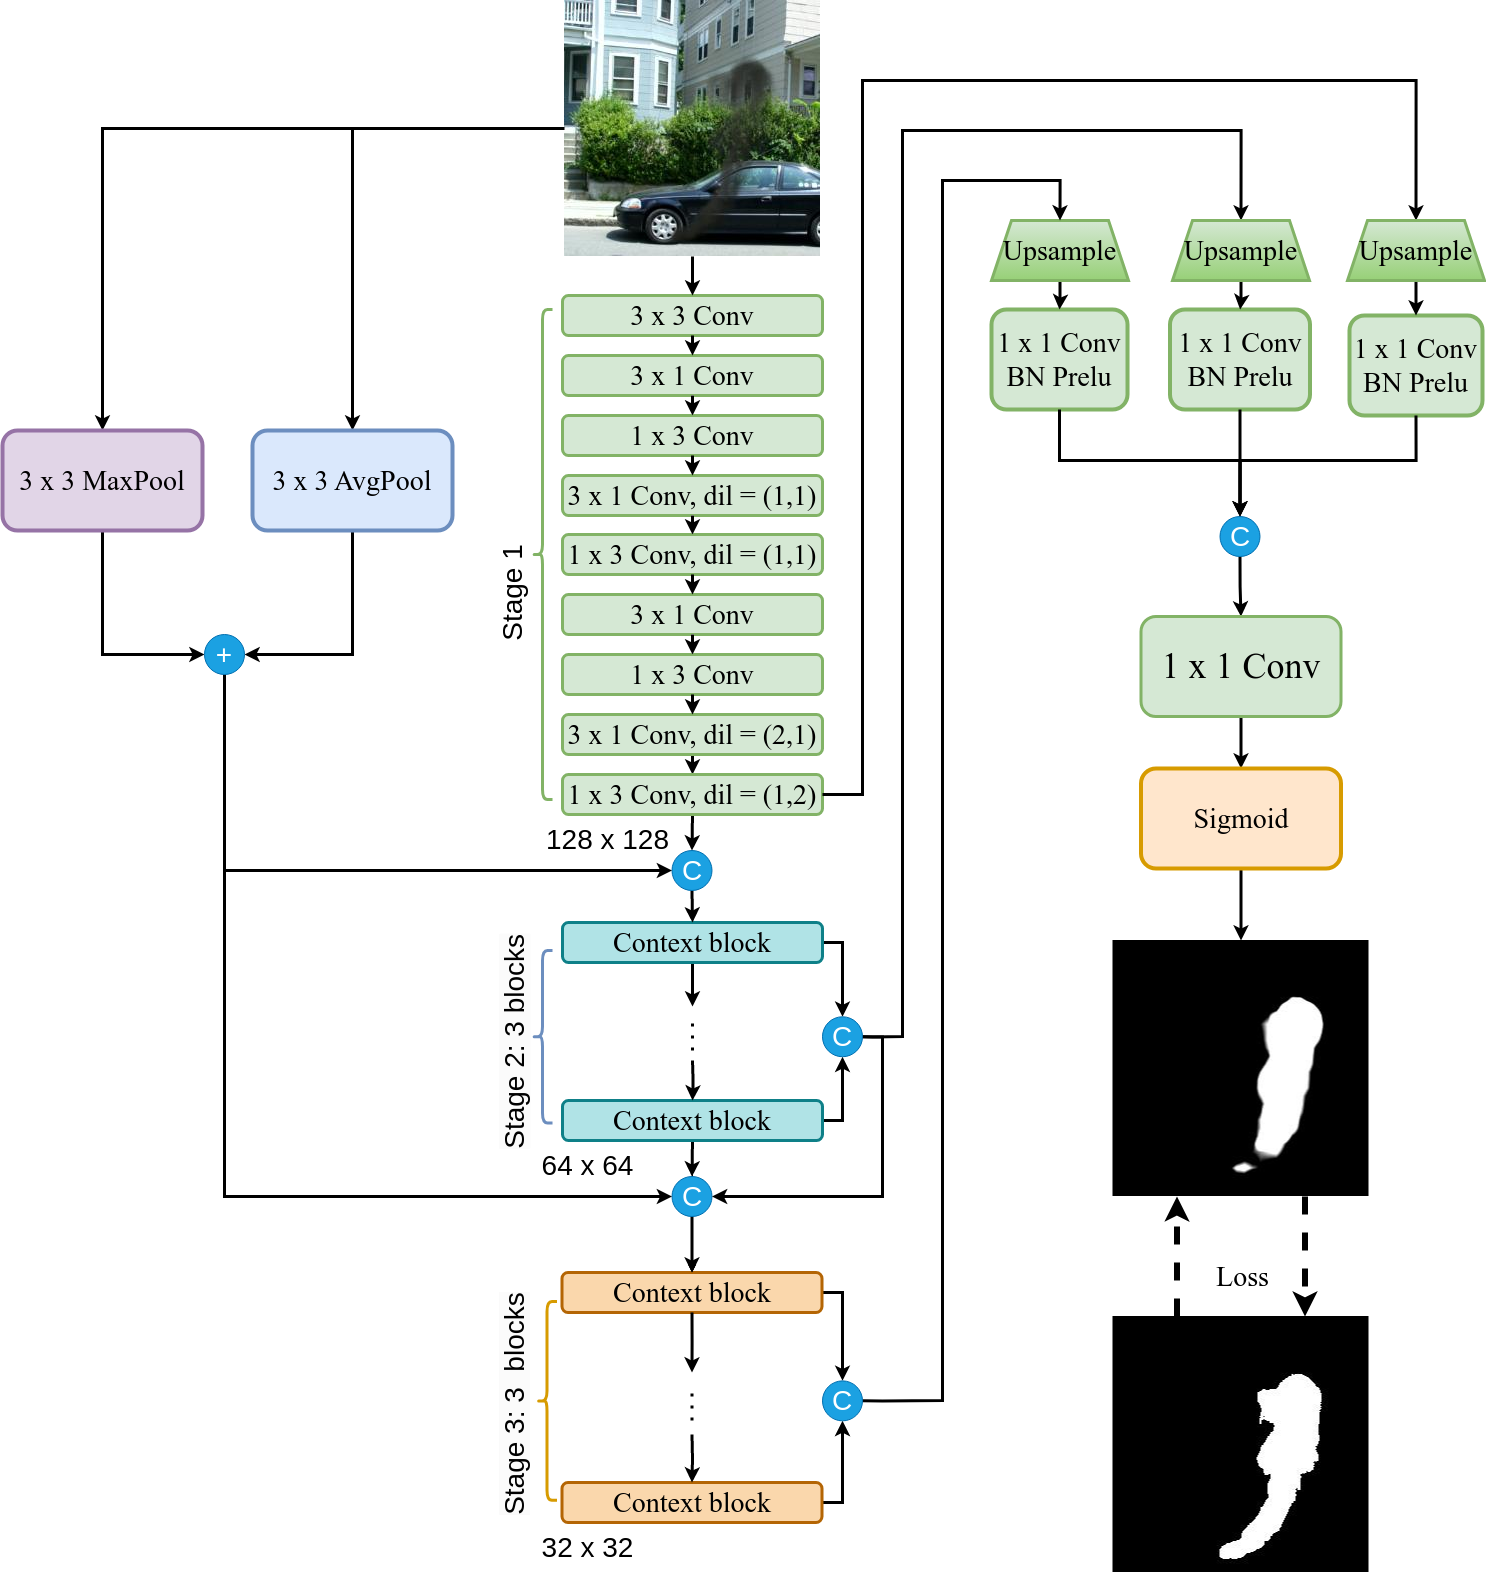 3 x 3 MaxPool
3 x 3 AvgPool
+
Stage 1
3 x 3 Conv
3 x 1 Conv
1 x 3 Conv
3 x 1 Conv, dil = (1,1)
1 x 3 Conv, dil = (1,1)
3 x 1 Conv
1 x 3 Conv
3 x 1 Conv, dil = (2,1)
1 x 3 Conv, dil = (1,2)
128 x 128
C
Stage 2: 3 blocks
Context block
⋮
C
Context block
64 x 64
C
Stage 3: 3 blocks
Context block
⋮
C
Context block
32 x 32
Upsample
Upsample
Upsample
1 x 1 Conv
BN Prelu
1 x 1 Conv
BN Prelu
1 x 1 Conv
BN Prelu
C
1 x 1 Conv
Sigmoid
Loss